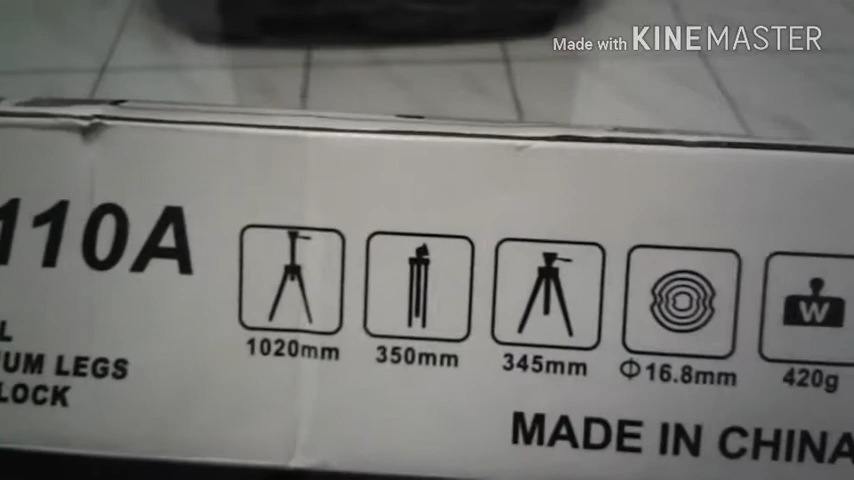 Made with KINEMASTER
110A
1020mm
350mm
345mm
Φ16.8mm
W
420g
L
UM LEGS
LOCK
MADE IN CHINA